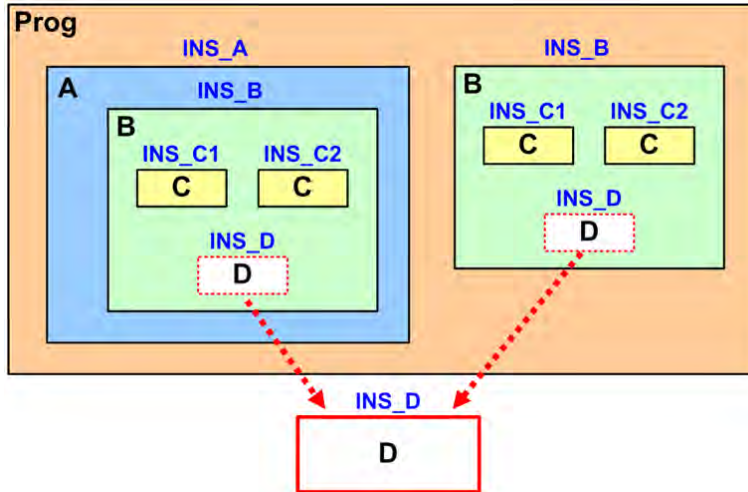 Prog
INS_A
INS_B
A
INS_B
B
B
INS_C1
INS_C2
INS_C1
INS_C2
C
C
C
C
INS_D
INS_D
D
D
INS_D
D